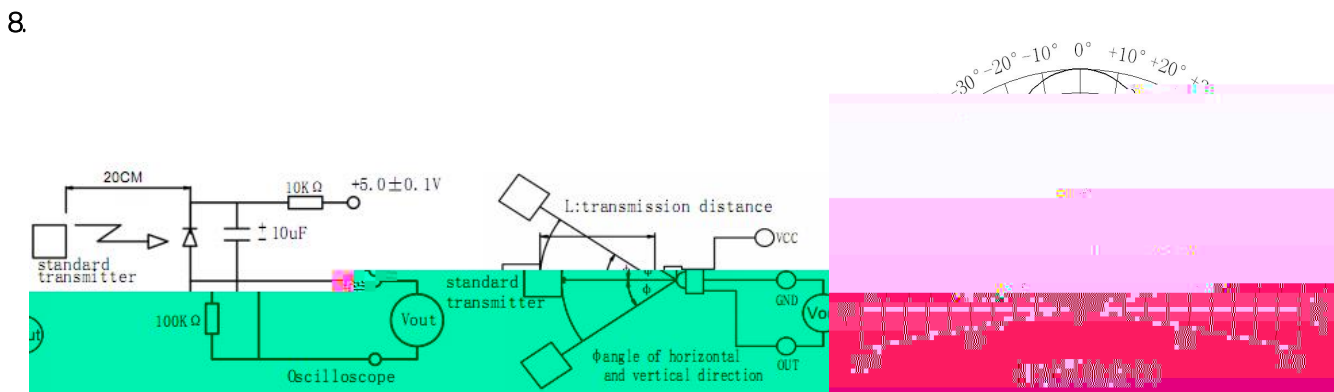 8.
-30° -20° -10° 0° +10° +20°
20CM
10KΩ
+5.0±0.1V
10uF
standard
transmitter
100KΩ
Vout
Oscilloscope
L:transmission distance
VCC
standard
transmitter
ϕ
GND
OUT
ϕangle of horizontal
and vertical direction